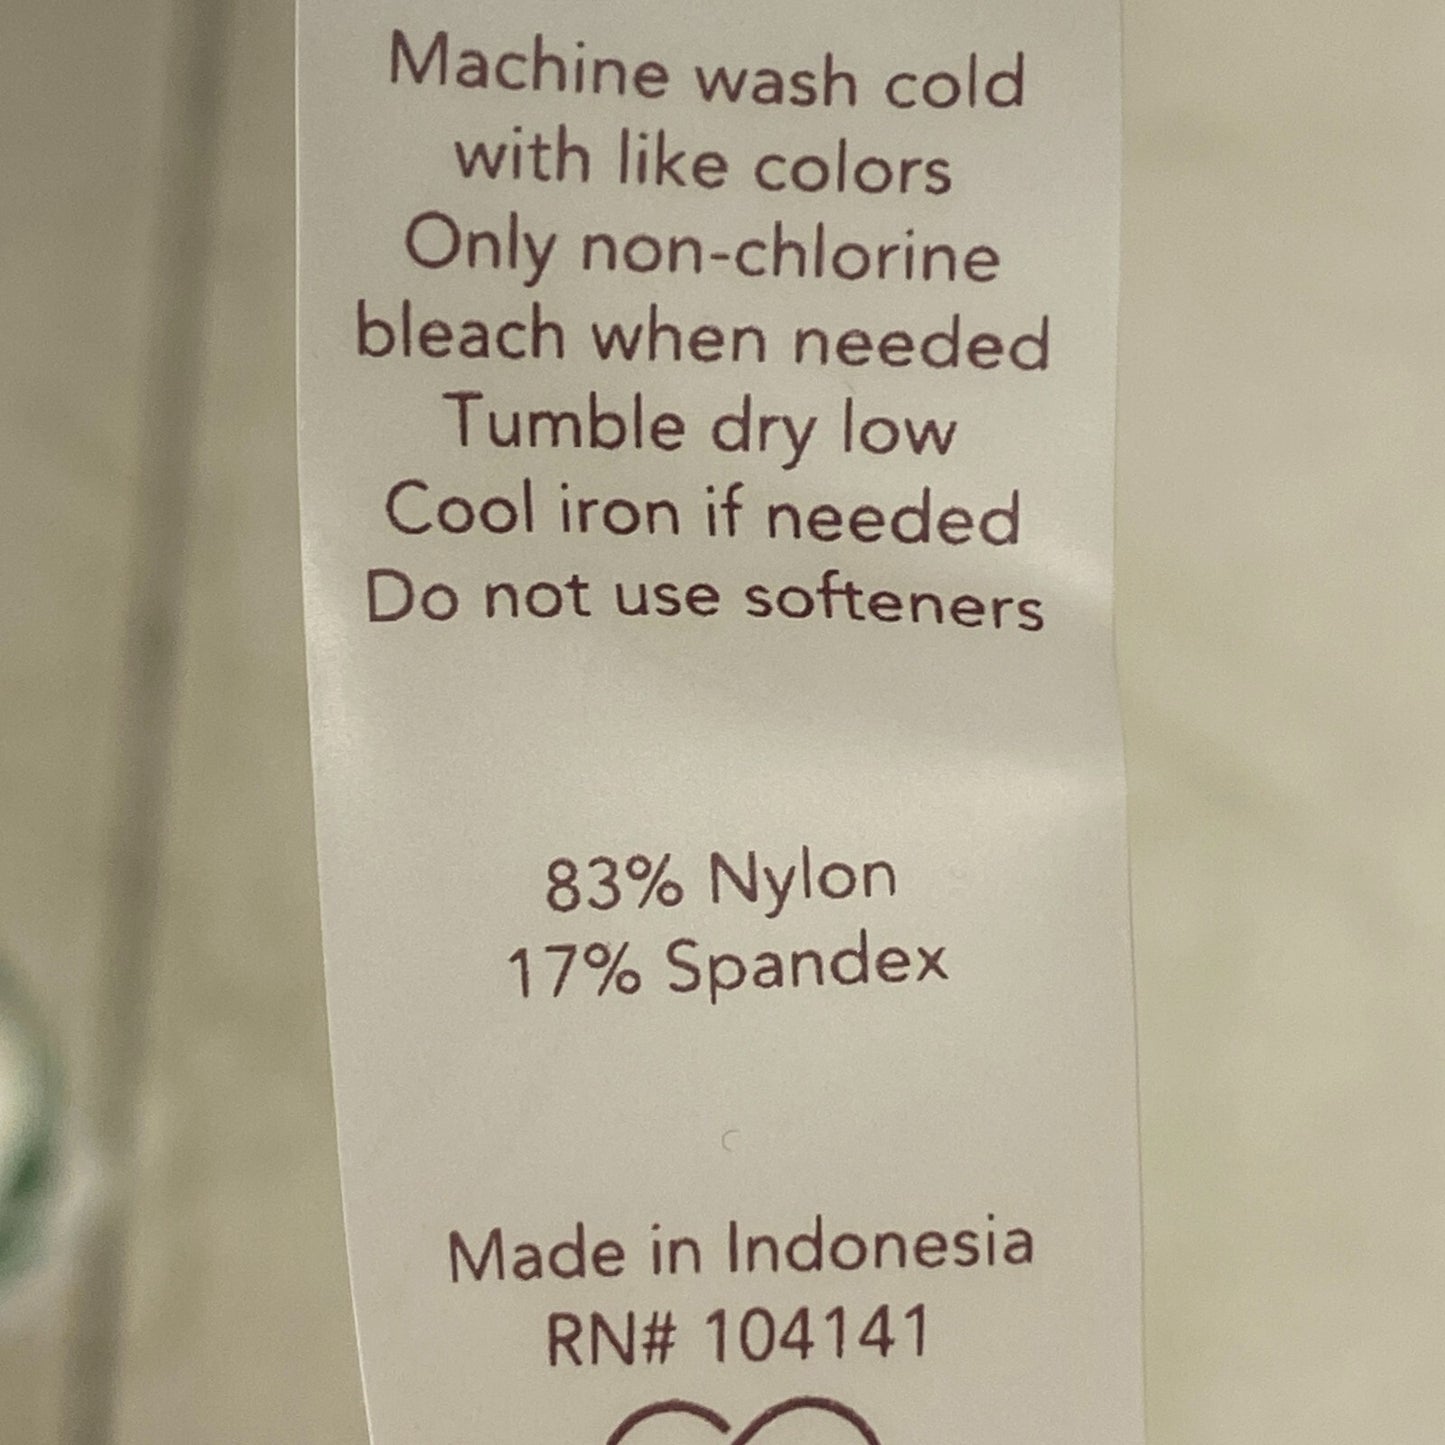 Machine wash cold
with like colors
Only non-chlorine
bleach when needed
Tumble dry low
Cool iron if needed
Do not use softeners
83% Nylon
17% Spandex
Made in Indonesia
RN# 104141